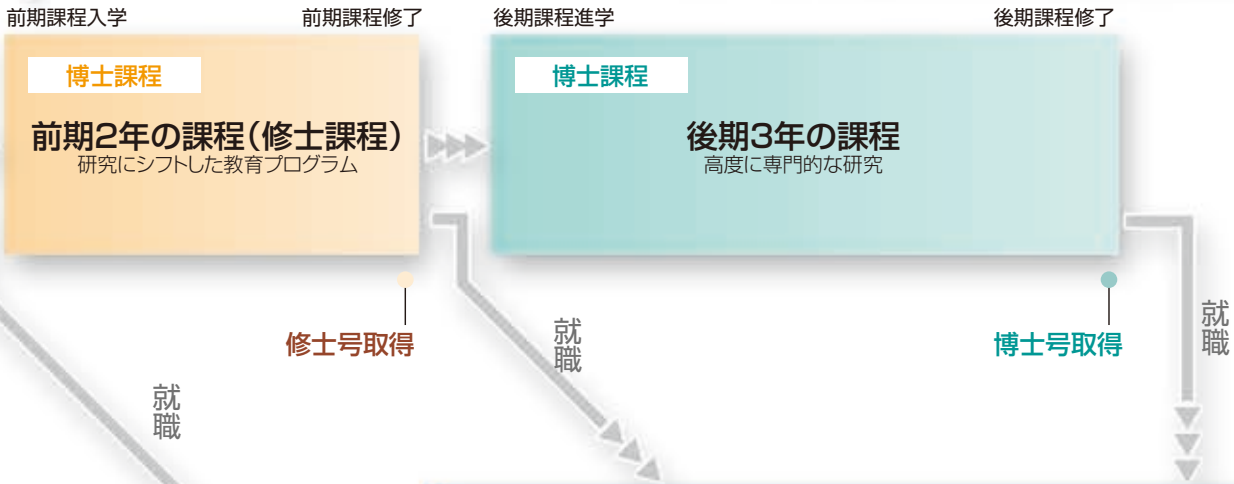 前期課程入学
前期課程修了
後期課程進学
後期課程修了
博士課程
前期2年の課程(修士課程)
研究にシフトした教育プログラム
博士課程
後期3年の課程
高度に専門的な研究
修士号取得
博士号取得
就職
就職
就職